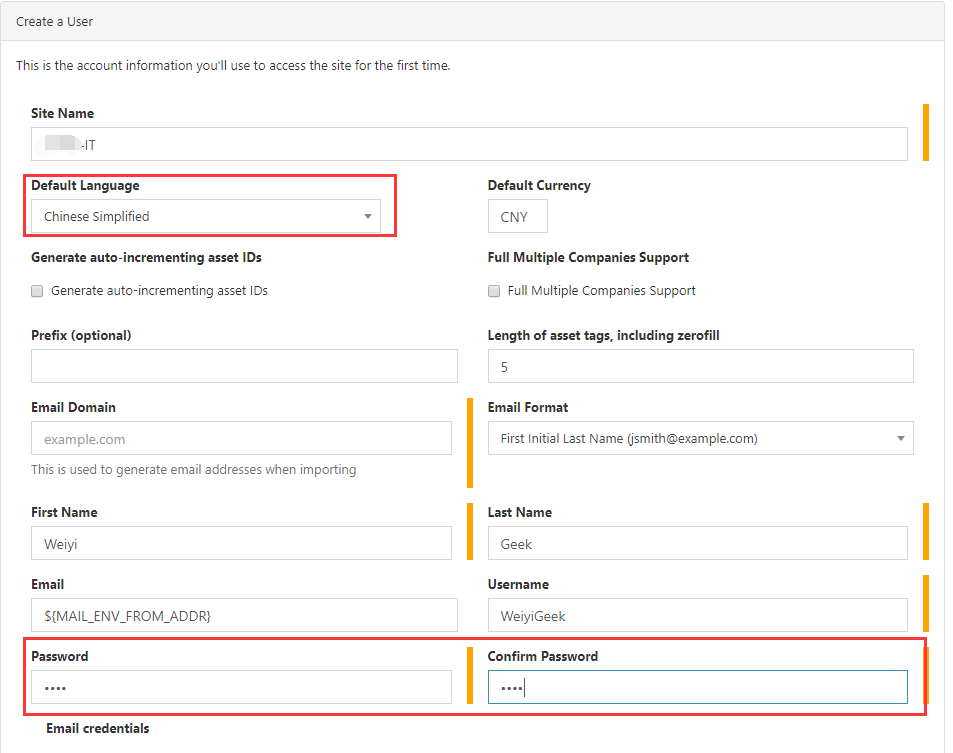 Create a User
This is the account information you'll use to access the site for the first time.
Site Name
-IT
Default Language
Default Currency
Chinese Simplified
CNY
Generate auto-incrementing asset IDs
Full Multiple Companies Support
Generate auto-incrementing asset IDs
Full Multiple Companies Support
Prefix (optional)
Length of asset tags, including zerofill
5
Email Domain
Email Format
example.com
First Initial Last Name (jsmith@example.com)
This is used to generate email addresses when importing
First Name
Last Name
Weiyi
Geek
Email
Username
${MAIL_ENV_FROM_ADDR}
WeiyiGeek
Password
Confirm Password
••••
••••
Email credentials